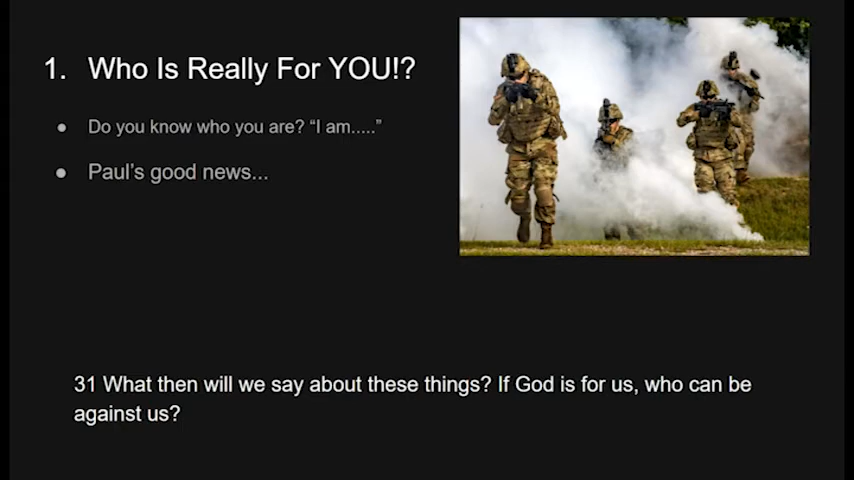 1. Who Is Really For YOU!?
● Do you know who you are? “I am.....”
● Paul’s good news...
31 What then will we say about these things? If God is for us, who can be
against us?